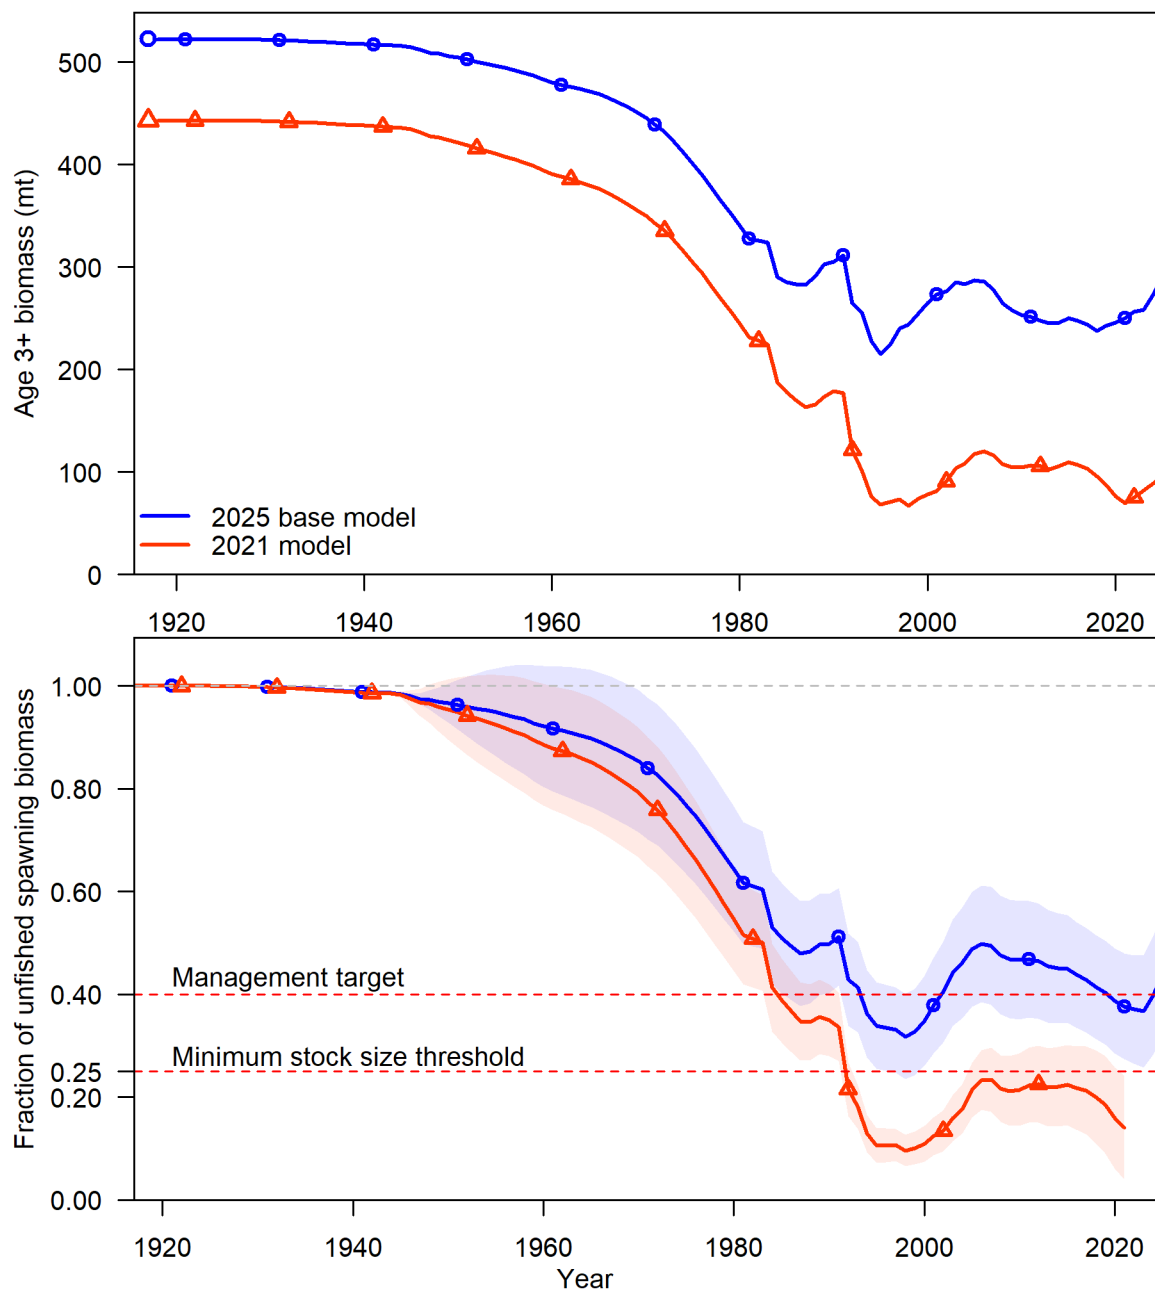 Age 3+ biomass (mt)
500
400
300
200
100
0
2025 base model
2021 model
1920 1940 1960 1980 2000 2020
Fraction of unfished spawning biomass
1.00
0.80
0.60
Management target
0.40
Minimum stock size threshold
0.25
0.20
0.00
1920 1940 1960 1980 2000 2020
Year